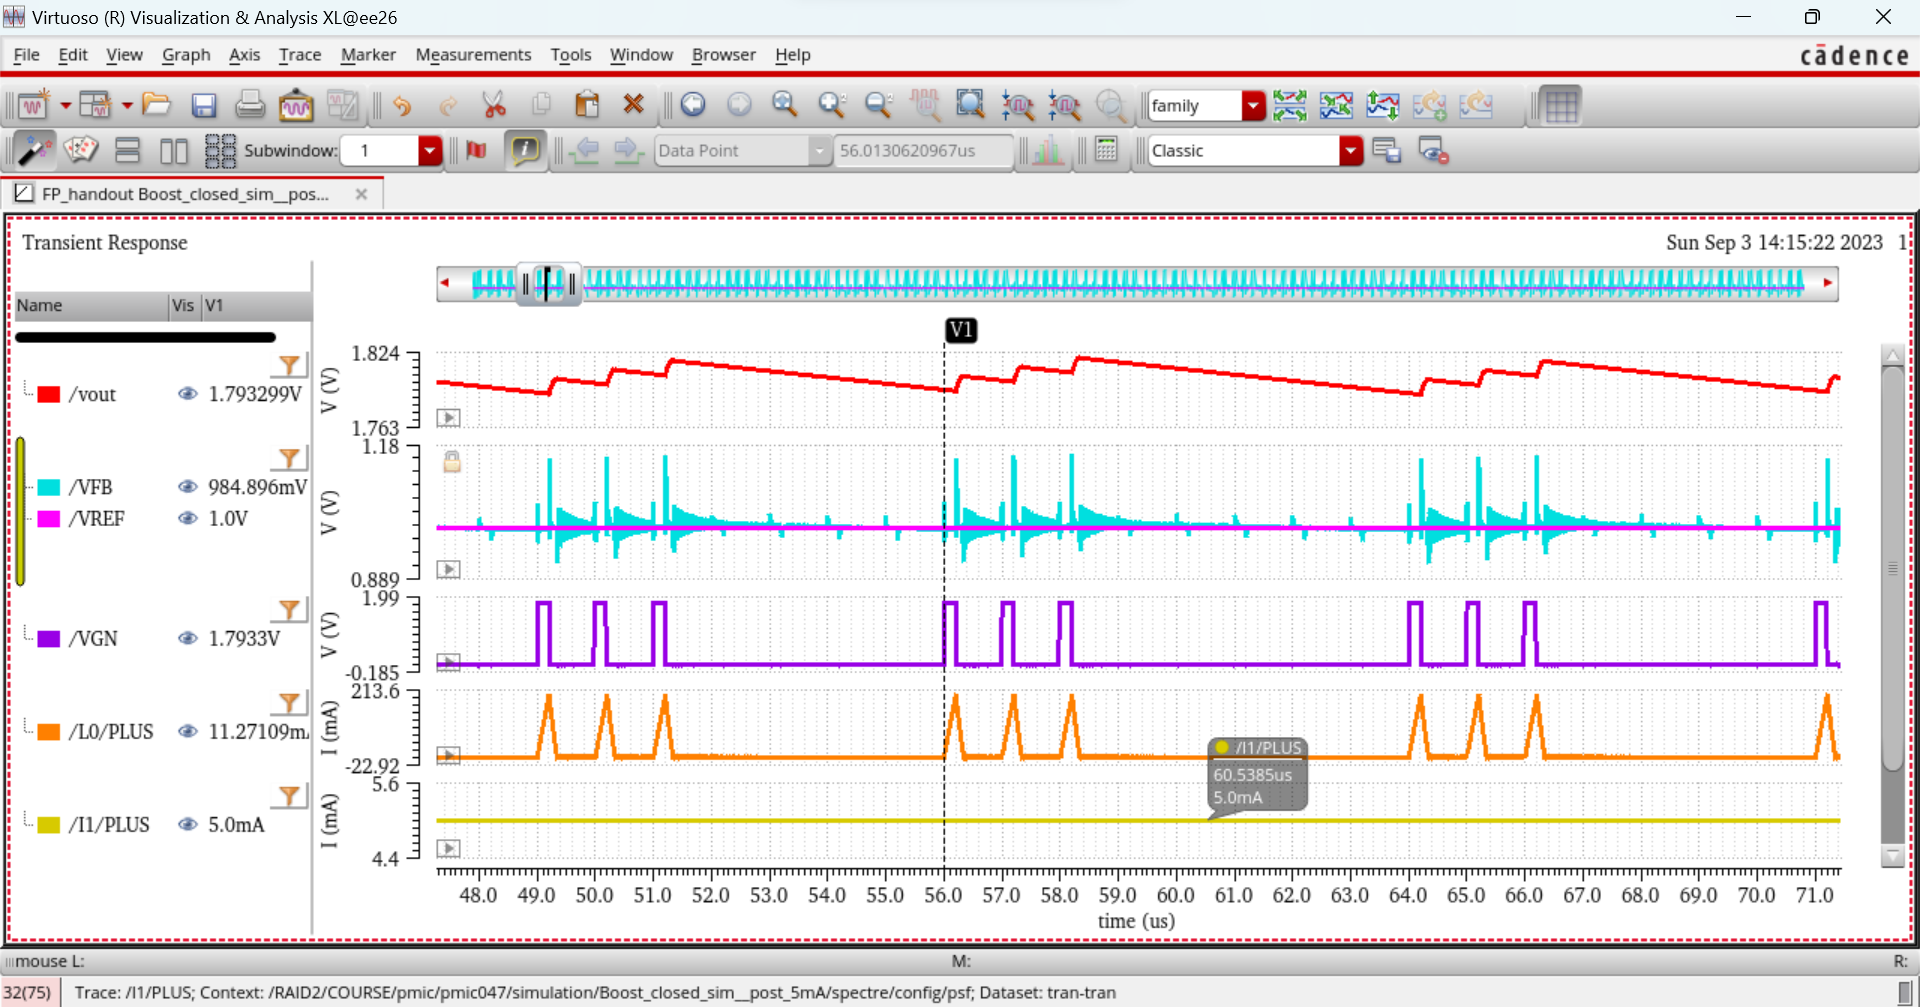 Virtuoso (R) Visualization & Analysis XL@ee26
File Edit View Graph Axis Trace Marker Measurements Tools Window Browser Help
cādence
family
Subwindow: 1 Data Point 56.0130620967us Classic
FP_handout Boost_closed_sim__pos...
Transient Response
Sun Sep 3 14:15:22 2023 1
Name Vis V1
V1
/vout 1.793299V
V (V)
1.824
1.763
/VFB 984.896mV
/VREF 1.0V
V (V)
1.18
0.889
/VGN 1.7933V
V (V)
1.99
-0.185
/L0/PLUS 11.27109m
I (mA)
213.6
-22.92
/I1/PLUS 5.0mA
I (mA)
5.6
4.4
/I1/PLUS
60.5385us
5.0mA
48.0 49.0 50.0 51.0 52.0 53.0 54.0 55.0 56.0 57.0 58.0 59.0 60.0 61.0 62.0 63.0 64.0 65.0 66.0 67.0 68.0 69.0 70.0 71.0
time (us)
mouse L: M: R:
32(75) Trace: /I1/PLUS; Context: /RAID2/COURSE/pmic/pmic047/simulation/Boost_closed_sim__post_5mA/spectre/config/psf; Dataset: tran-tran